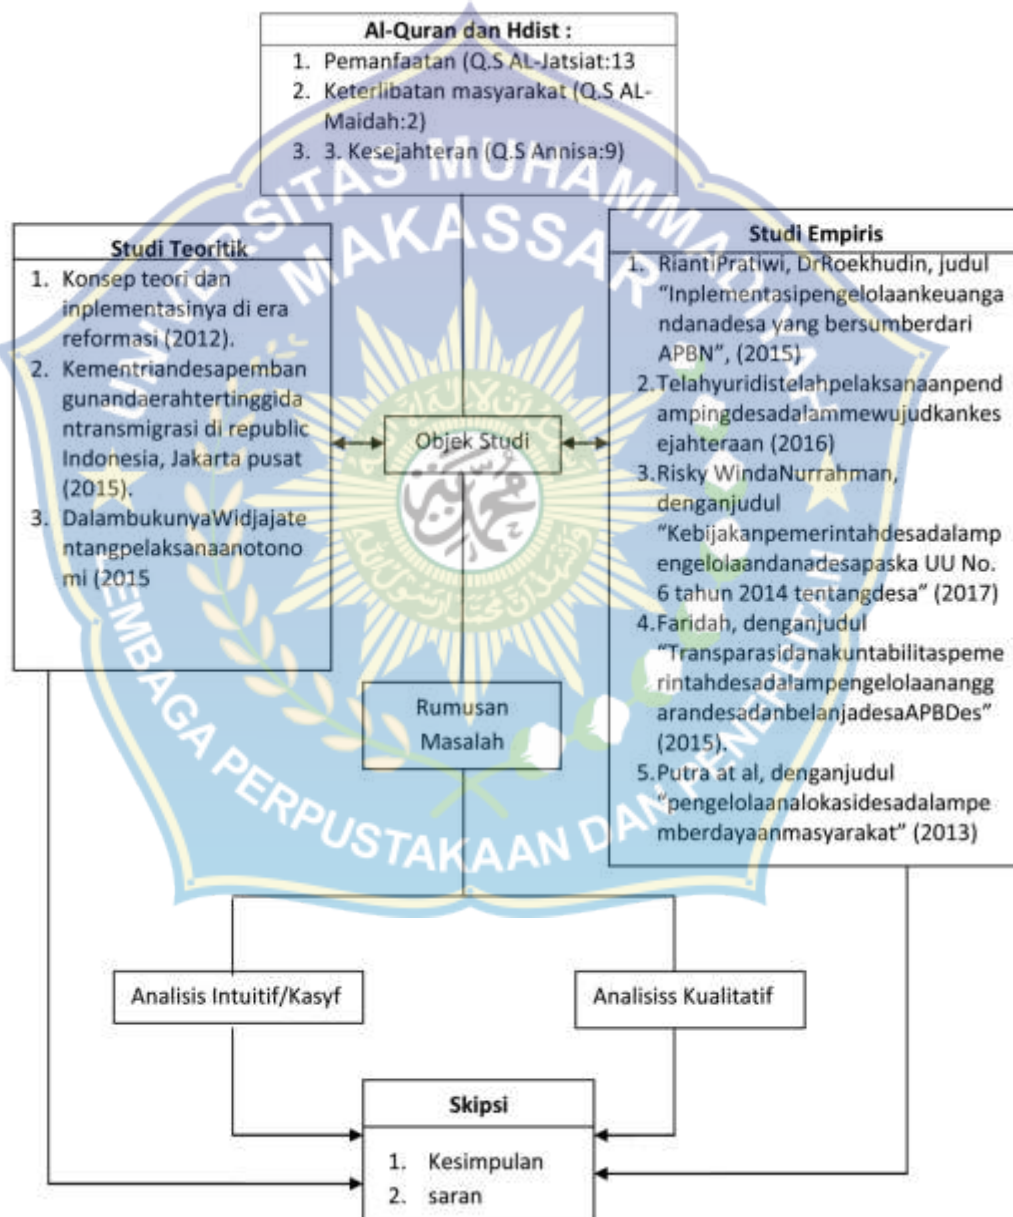 Al-Quran dan Hdist :
1. Pemanfaatan (Q.S AL-Jatsiat:13
2. Keterlibatan masyarakat (Q.S AL-
Maidah:2)
3. 3. Kesejahteran (Q.S Annisa:9)
UNIVERSITAS MUHAMMADIYAH
MAKASSAR
LEMBAGA PERPUSTAKAAN DAN PENERBITAN
Studi Teoritik
1. Konsep teori dan
inplementasinya di era
reformasi (2012).
2. Kementriandesapemban
gunandaerahtertinggida
ntransmigrasi di republic
Indonesia, Jakarta pusat
(2015).
3. DalambukunyaWidjajate
ntangpelaksanaanotono
mi (2015
Objek Studi
Studi Empiris
1. RiantiPratiwi, DrRoekhudin, judul
“Inplementasipengelolaankeuanga
ndanadesa yang bersumberdari
APBN”, (2015)
2.Telahyuridistelahpelaksanaanpend
ampingdesadalammewujudkankes
ejahteraan (2016)
3.Risky WindaNurrahman,
denganjudul
“Kebijakanpemerintahdesadalamp
engelolaandanadesapaska UU No.
6 tahun 2014 tentangdesa” (2017)
4.Faridah, denganjudul
“Transparasidanakuntabilitaspeme
rintahdesadalampengelolaanangg
arandesadanbelanjadesaAPBDes”
(2015).
5.Putra at al, denganjudul
“pengelolaanalokasidesadalampe
mberdayaanmasyarakat” (2013)
Rumusan
Masalah
Analisis Intuitif/Kasyf
Analisiss Kualitatif
Skipsi
1. Kesimpulan
2. saran